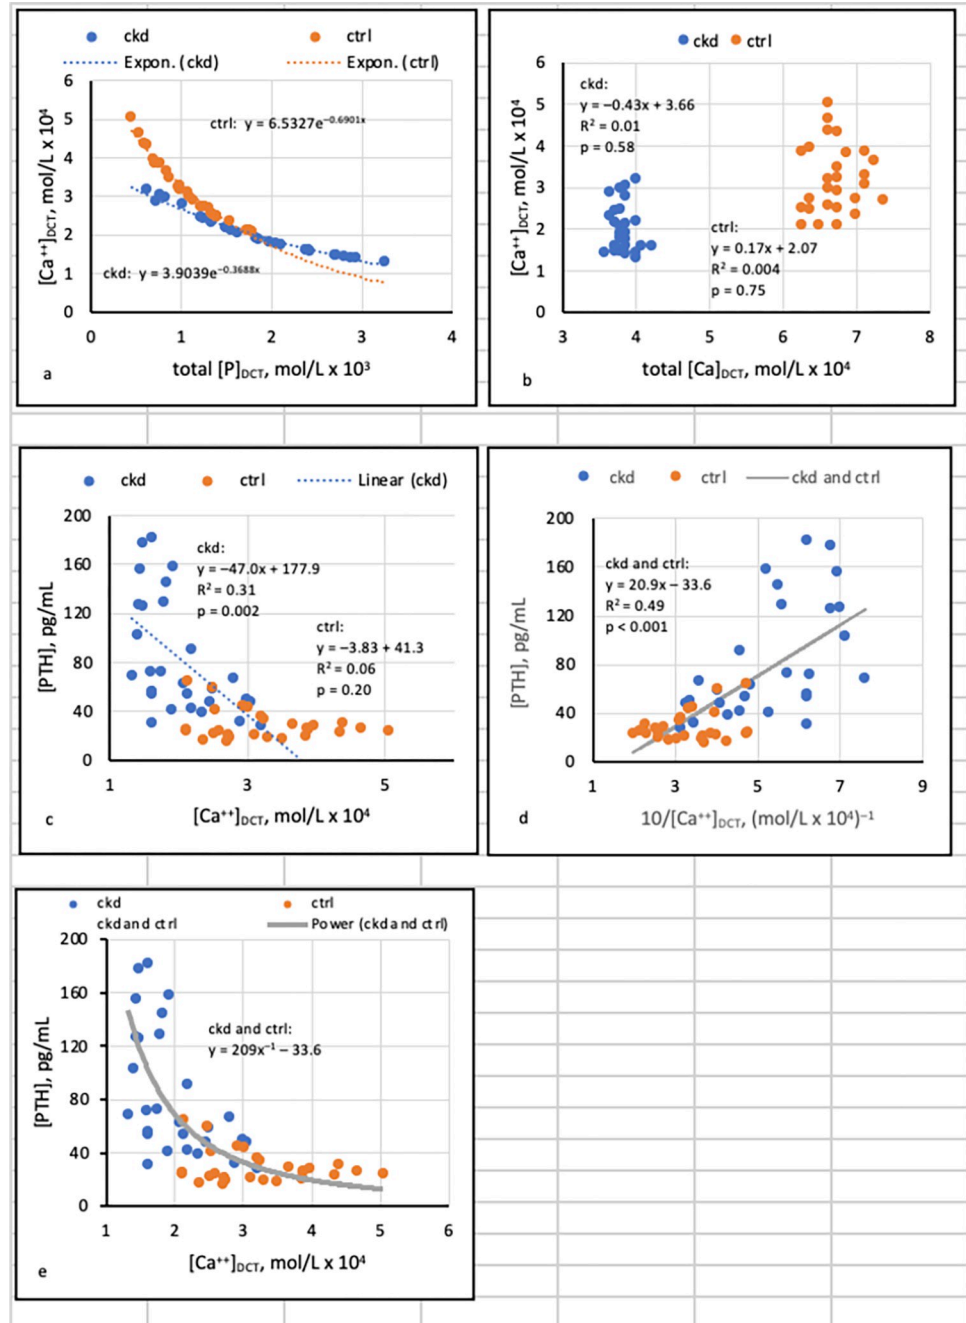 ckd ctrl
Expon. (ckd) Expon. (ctrl)
[Ca⁺⁺]DCT, mol/L x 10⁴
6
5
4
3
2
1
0
ctrl: y = 6.5327e⁻⁰·⁶⁹⁰¹ˣ
ckd: y = 3.9039e⁻⁰·³⁶⁸⁸ˣ
0 1 2 3 4
total [P]DCT, mol/L x 10³
a
ckd ctrl
[Ca⁺⁺]DCT, mol/L x 10⁴
6
5
4
3
2
1
0
ckd:
y = –0.43x + 3.66
R² = 0.01
p = 0.58
ctrl:
y = 0.17x + 2.07
R² = 0.004
p = 0.75
3 4 5 6 7 8
total [Ca]DCT, mol/L x 10⁴
b
ckd ctrl Linear (ckd)
[PTH], pg/mL
200
160
120
80
40
0
ckd:
y = –47.0x + 177.9
R² = 0.31
p = 0.002
ctrl:
y = –3.83 + 41.3
R² = 0.06
p = 0.20
1 3 5
[Ca⁺⁺]DCT, mol/L x 10⁴
c
ckd ctrl ckd and ctrl
[PTH], pg/mL
200
160
120
80
40
0
ckd and ctrl:
y = 20.9x – 33.6
R² = 0.49
p < 0.001
1 3 5 7 9
10/[Ca⁺⁺]DCT, (mol/L x 10⁴)⁻¹
d
ckd ctrl
ckd and ctrl Power (ckd and ctrl)
[PTH], pg/mL
200
160
120
80
40
0
ckd and ctrl:
y = 209x⁻¹ – 33.6
1 2 3 4 5 6
[Ca⁺⁺]DCT, mol/L x 10⁴
e